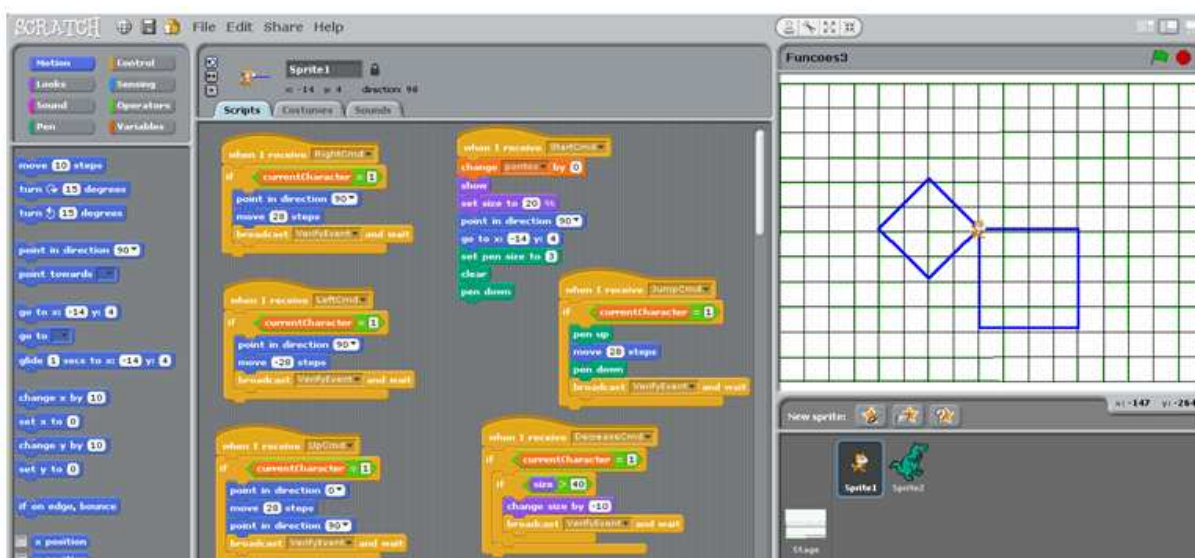 SCRATCH File Edit Share Help
Motion Control
Looks Sensing
Sound Operators
Pen Variables
move 10 steps
turn 15 degrees
turn 15 degrees
point in direction 90
point towards
go to x: -14 y: 4
go to
glide 1 secs to x: -14 y: 4
change x by 10
set x to 0
change y by 10
set y to 0
if on edge, bounce
x position
Sprite1
x: -14 y: 4 direction: 90
Scripts Costumes Sounds
when I receive RightCmd
if currentCharacter = 1
point in direction 90
move 28 steps
broadcast VerifyEvent and wait
when I receive LeftCmd
if currentCharacter = 1
point in direction 90
move -28 steps
broadcast VerifyEvent and wait
when I receive UpCmd
if currentCharacter = 1
point in direction 0
move 28 steps
point in direction 90
broadcast VerifyEvent and wait
when I receive StartCmd
change pontos by 0
show
set size to 20 %
point in direction 90
go to x: -14 y: 4
set pen size to 3
clear
pen down
when I receive JumpCmd
if currentCharacter = 1
pen up
move 28 steps
pen down
broadcast VerifyEvent and wait
when I receive DecreaseCmd
if currentCharacter = 1
if size > 40
change size by -10
broadcast VerifyEvent and wait
Funcoes3
x: -147 y: -264
New sprite:
Sprite1 Sprite2
Stage